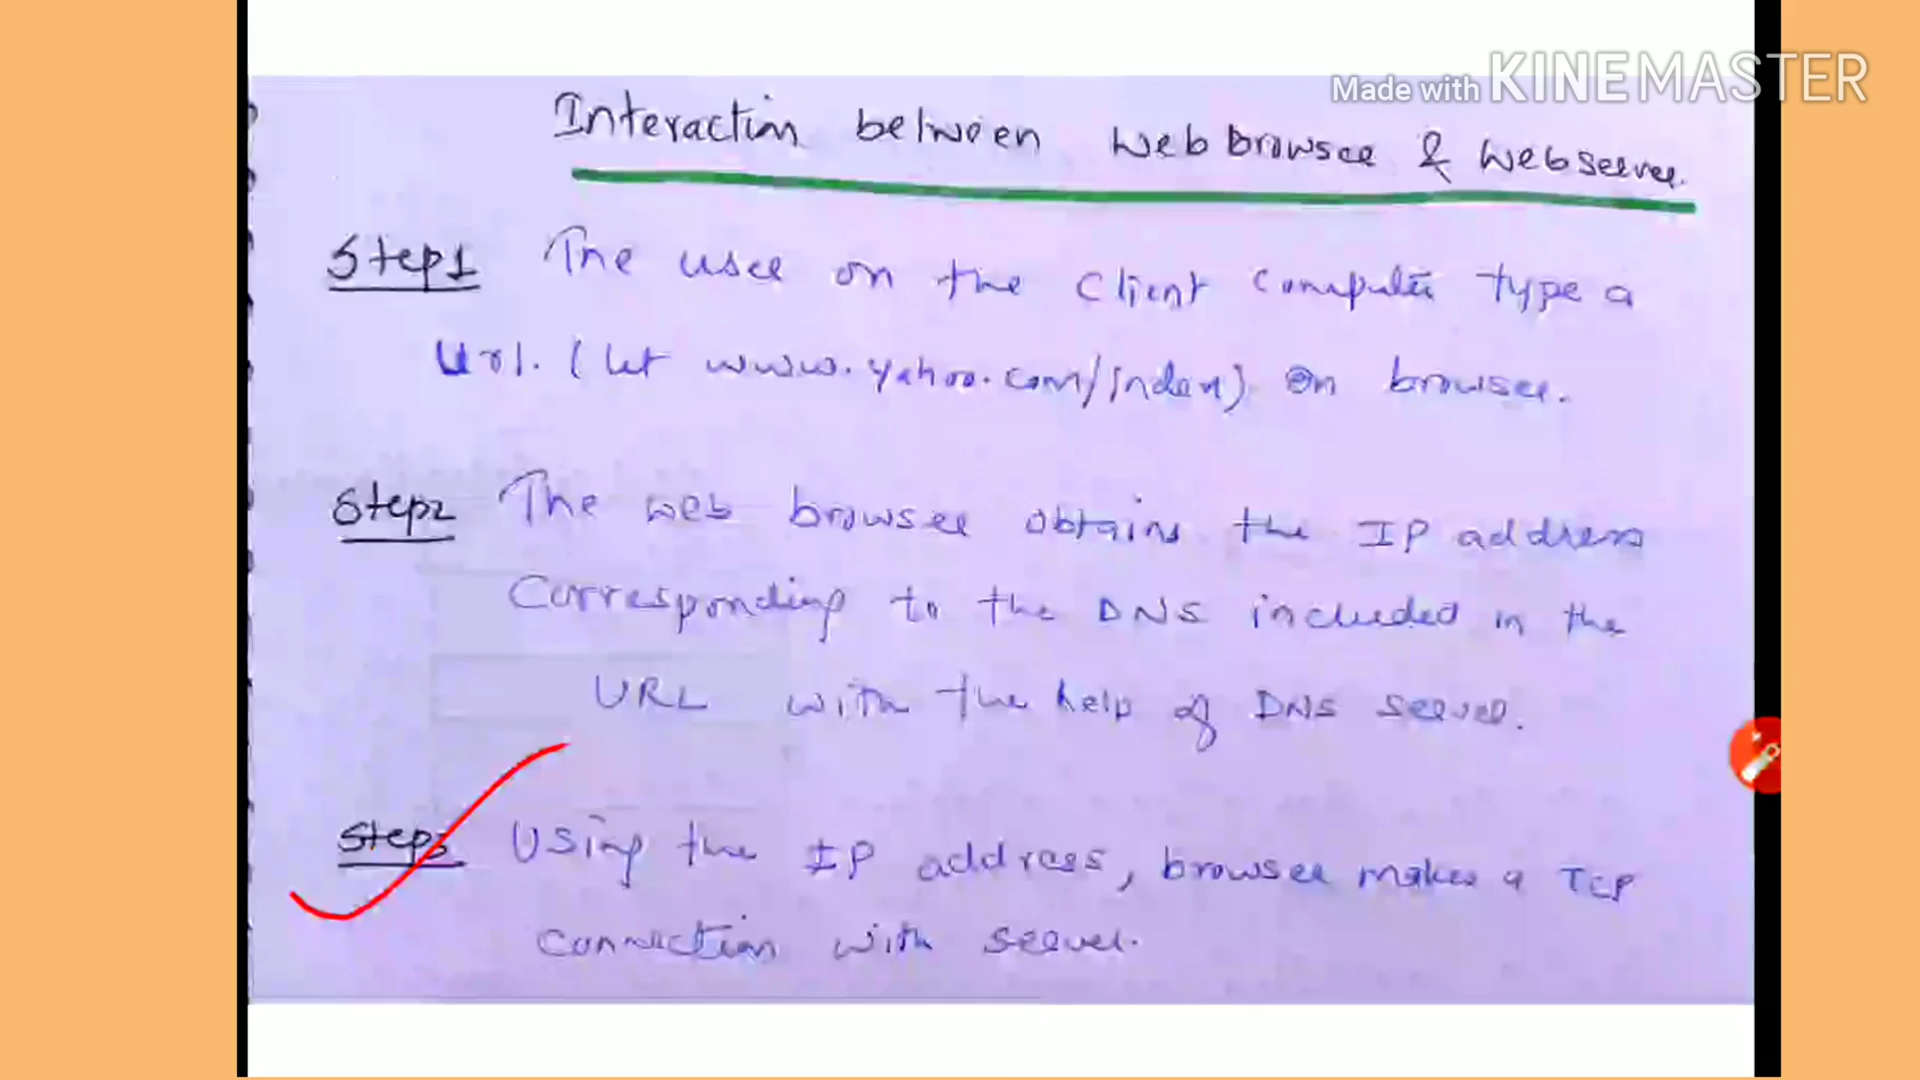 Made with KINEMASTER
Interaction between web browser & web server.
Step1 The user on the client computer type a
Url. (let www.yahoo.com/index) on browser.
Step2 The web browser obtains the IP address
corresponding to the DNS included in the
URL with the help of DNS server.
Step3 Using the IP address, browser makes a TCP
connection with server.